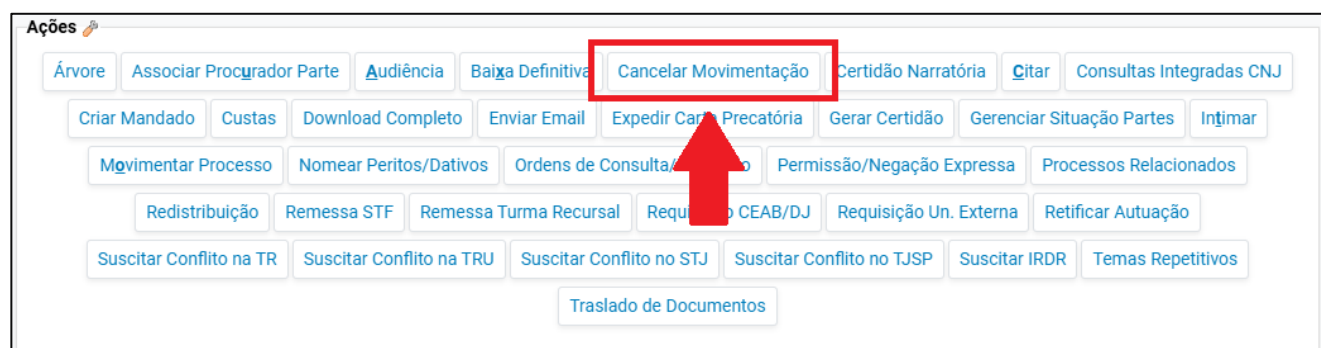 Ações
Árvore Associar Procurador Parte Audiência Baixa Definitiva Cancelar Movimentação Certidão Narratória Citar Consultas Integradas CNJ
Criar Mandado Custas Download Completo Enviar Email Expedir Carta Precatória Gerar Certidão Gerenciar Situação Partes Intimar
Movimentar Processo Nomear Peritos/Dativos Ordens de Consulta/ Permissão/Negação Expressa Processos Relacionados
Redistribuição Remessa STF Remessa Turma Recursal CEAB/DJ Requisição Un. Externa Retificar Autuação
Suscitar Conflito na TR Suscitar Conflito na TRU Suscitar Conflito no STJ Suscitar Conflito no TJSP Suscitar IRDR Temas Repetitivos
Traslado de Documentos